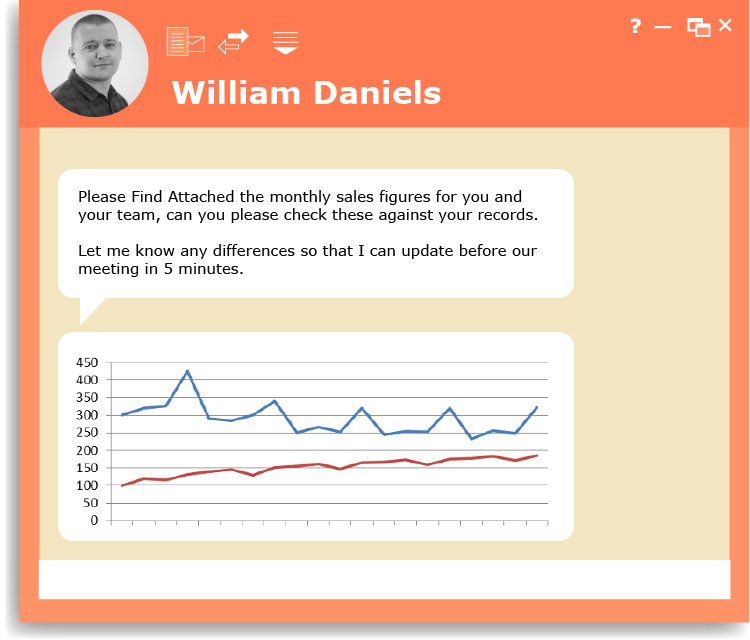 ?
William Daniels
Please Find Attached the monthly sales figures for you and
your team, can you please check these against your records.
Let me know any differences so that I can update before our
meeting in 5 minutes.
450
400
350
300
250
200
150
100
50
0